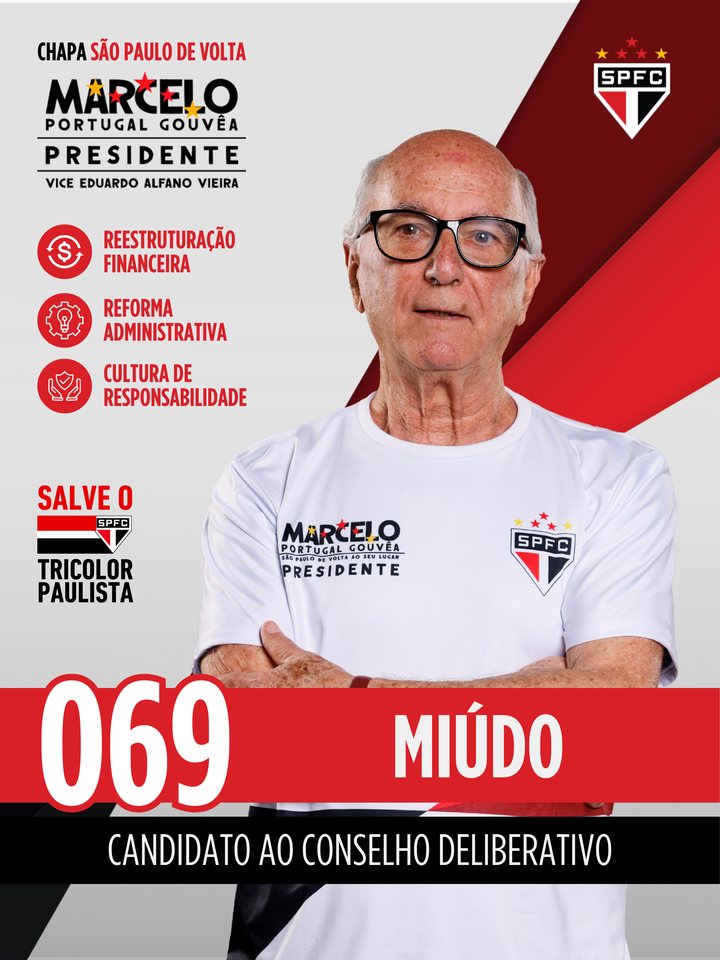 CHAPA SÃO PAULO DE VOLTA
MARCELO
PORTUGAL GOUVÊA
PRESIDENTE
VICE EDUARDO ALFANO VIEIRA
SPFC
REESTRUTURAÇÃO
FINANCEIRA
REFORMA
ADMINISTRATIVA
CULTURA DE
RESPONSABILIDADE
SALVE O
SPFC
TRICOLOR
PAULISTA
MARCELO
PORTUGAL GOUVÊA
SÃO PAULO DE VOLTA AO SEU LUGAR
PRESIDENTE
SPFC
069
MIÚDO
CANDIDATO AO CONSELHO DELIBERATIVO